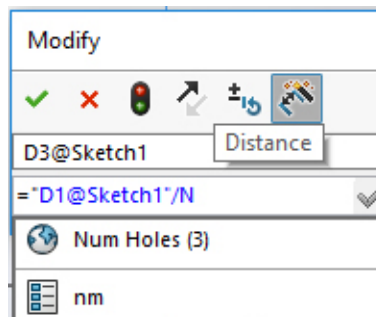 Modify
Distance
D3@Sketch1
="D1@Sketch1"/N
Num Holes (3)
nm